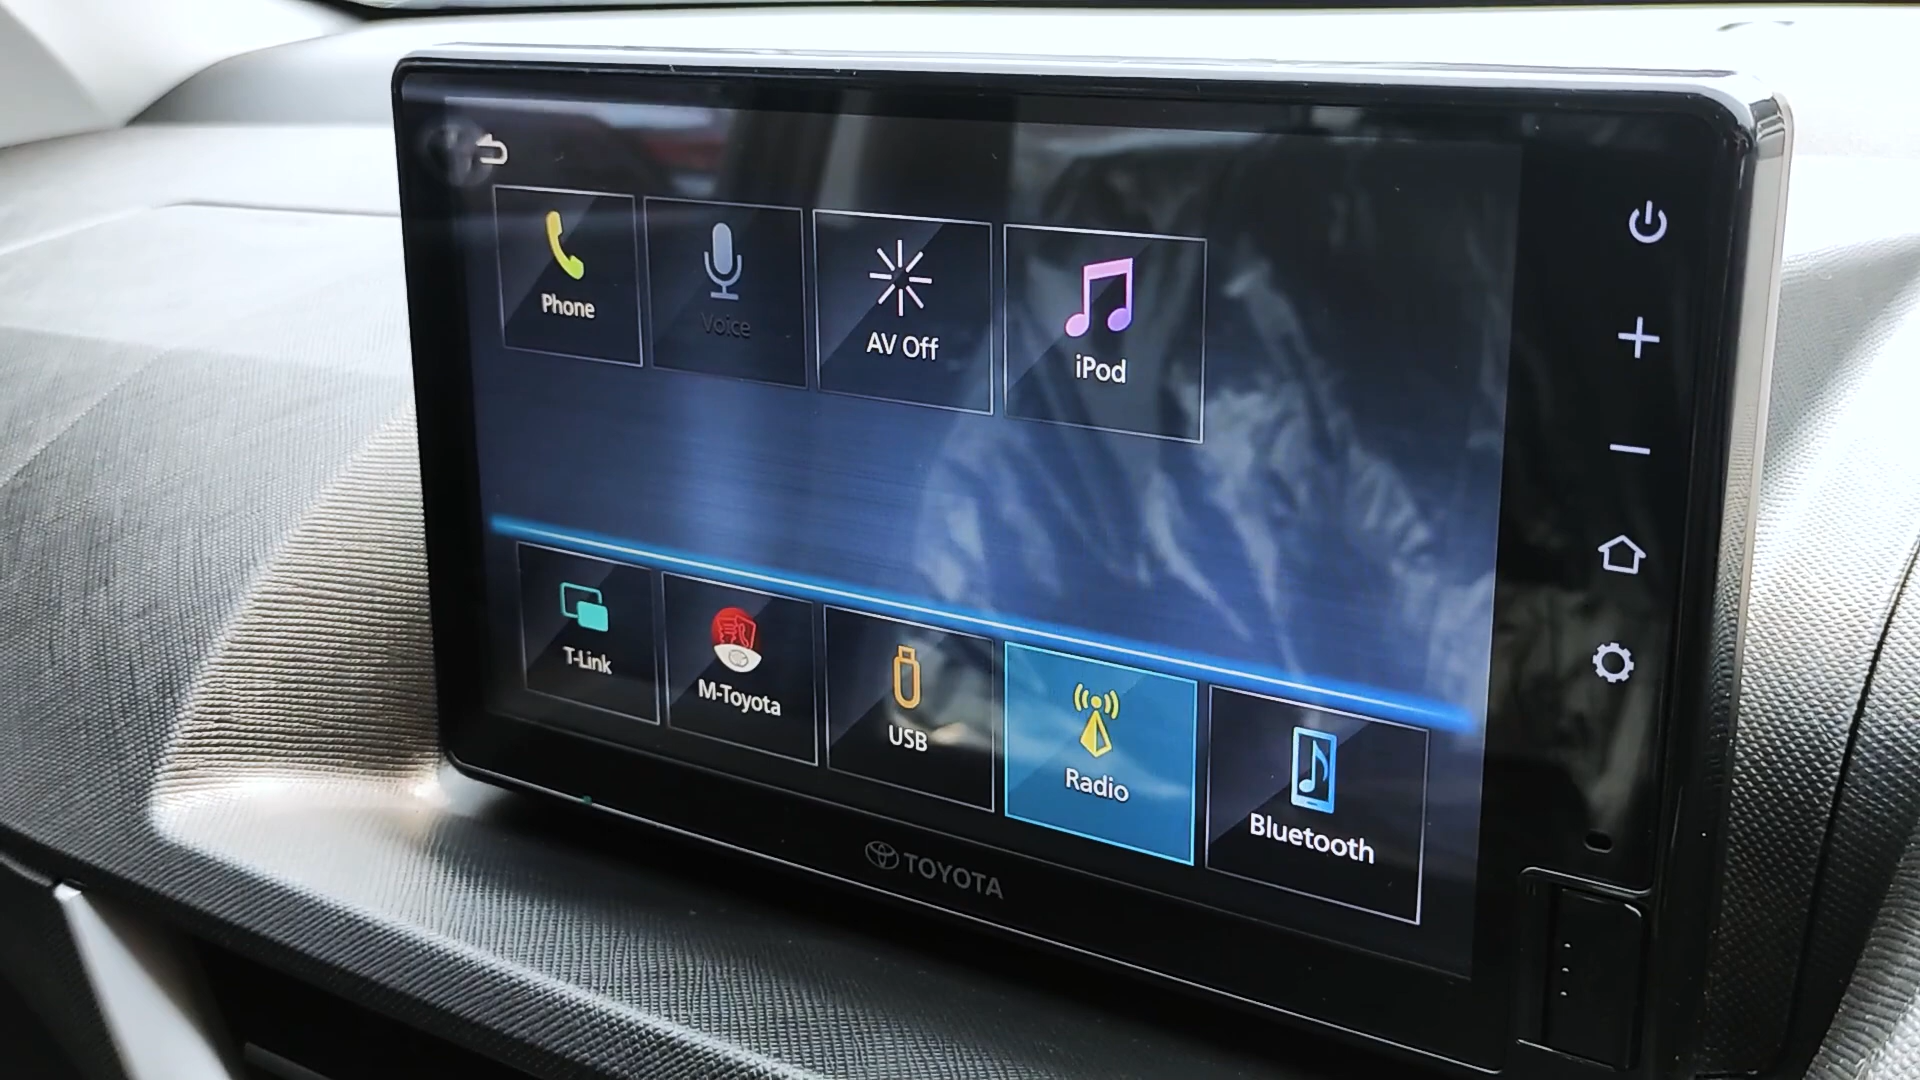 Phone
Voice
AV Off
iPod
T-Link
M-Toyota
USB
Radio
Bluetooth
TOYOTA